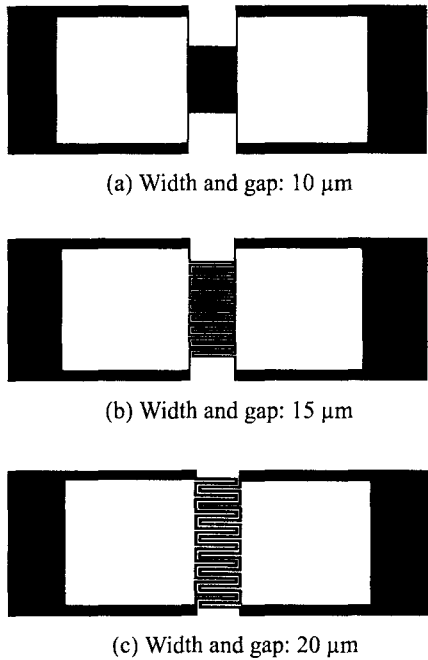 (a) Width and gap: 10 μm
(b) Width and gap: 15 μm
(c) Width and gap: 20 μm